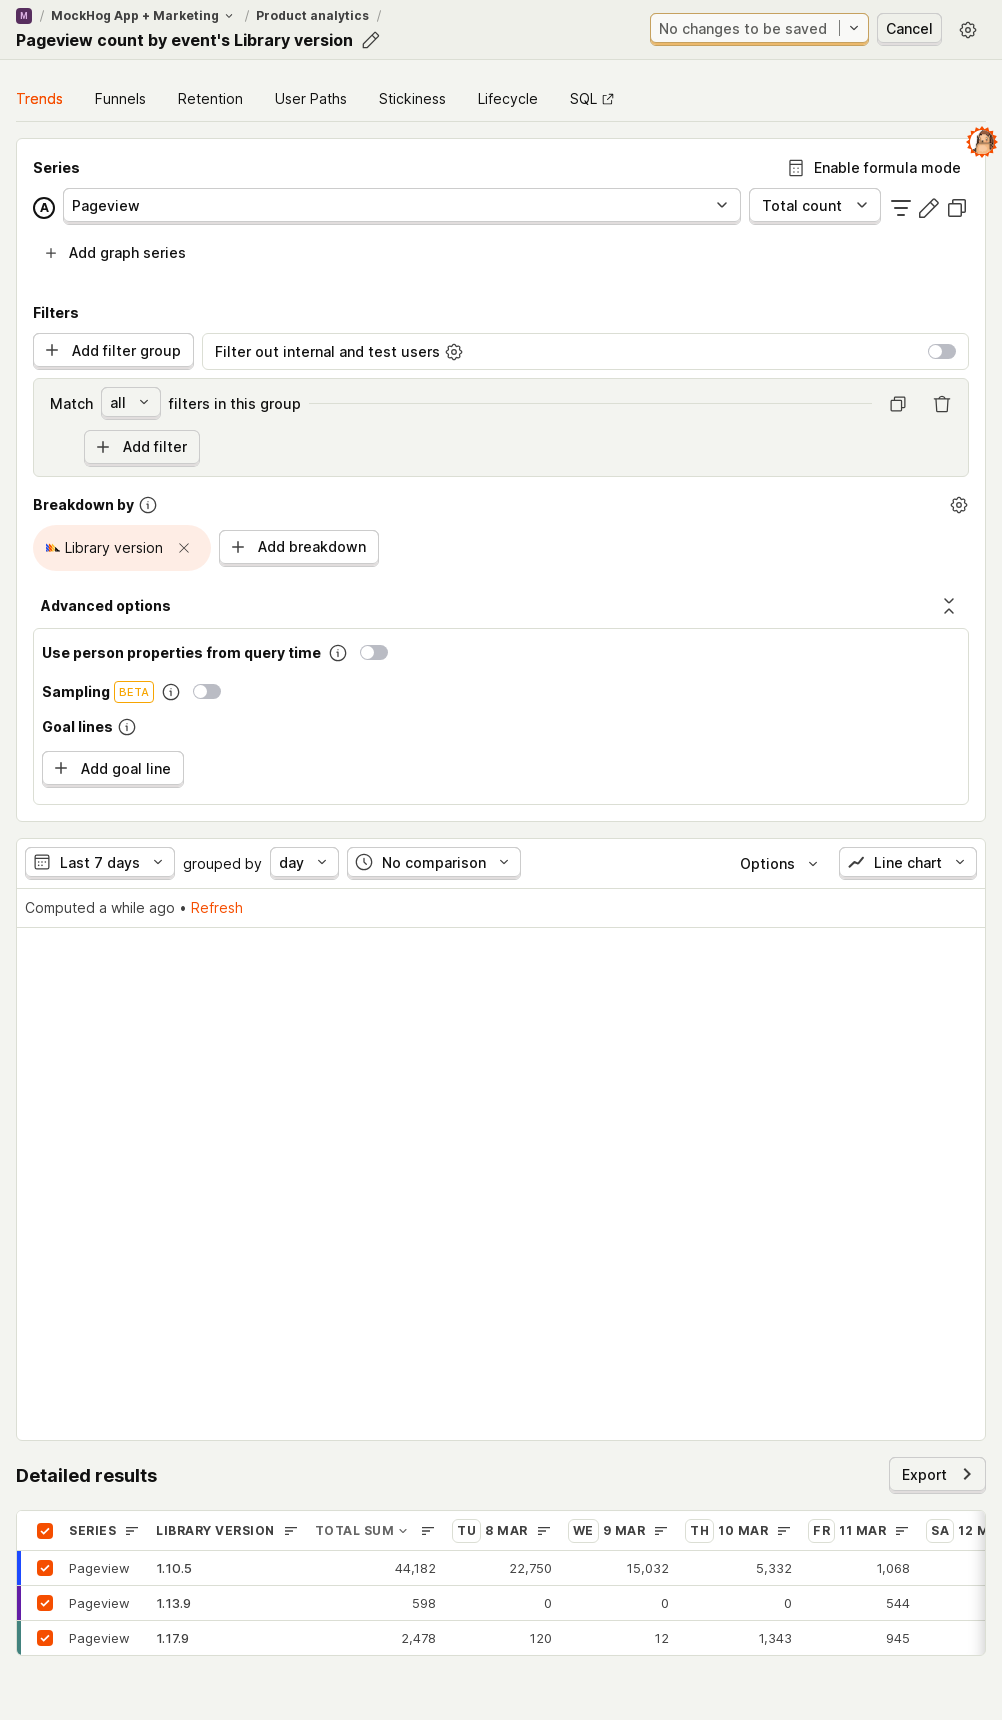 M / MockHog App + Marketing / Product analytics /
Pageview count by event's Library version
No changes to be saved
Cancel
Trends Funnels Retention User Paths Stickiness Lifecycle SQL
Series
Enable formula mode
A Pageview Total count
Add graph series
Filters
Add filter group Filter out internal and test users
Match all filters in this group
Add filter
Breakdown by
Library version Add breakdown
Advanced options
Use person properties from query time
Sampling BETA
Goal lines
Add goal line
Last 7 days grouped by day No comparison Options Line chart
Computed a while ago • Refresh
Detailed results
Export
SERIES LIBRARY VERSION TOTAL SUM TU 8 MAR WE 9 MAR TH 10 MAR FR 11 MAR SA 12 M
Pageview 1.10.5 44,182 22,750 15,032 5,332 1,068
Pageview 1.13.9 598 0 0 0 544
Pageview 1.17.9 2,478 120 12 1,343 945